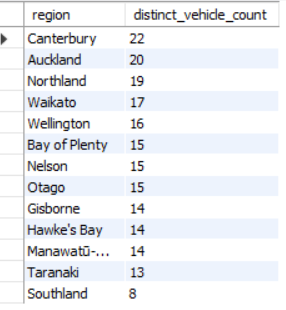 region distinct_vehicle_count
Canterbury 22
Auckland 20
Northland 19
Waikato 17
Wellington 16
Bay of Plenty 15
Nelson 15
Otago 15
Gisborne 14
Hawke's Bay 14
Manawatū-... 14
Taranaki 13
Southland 8